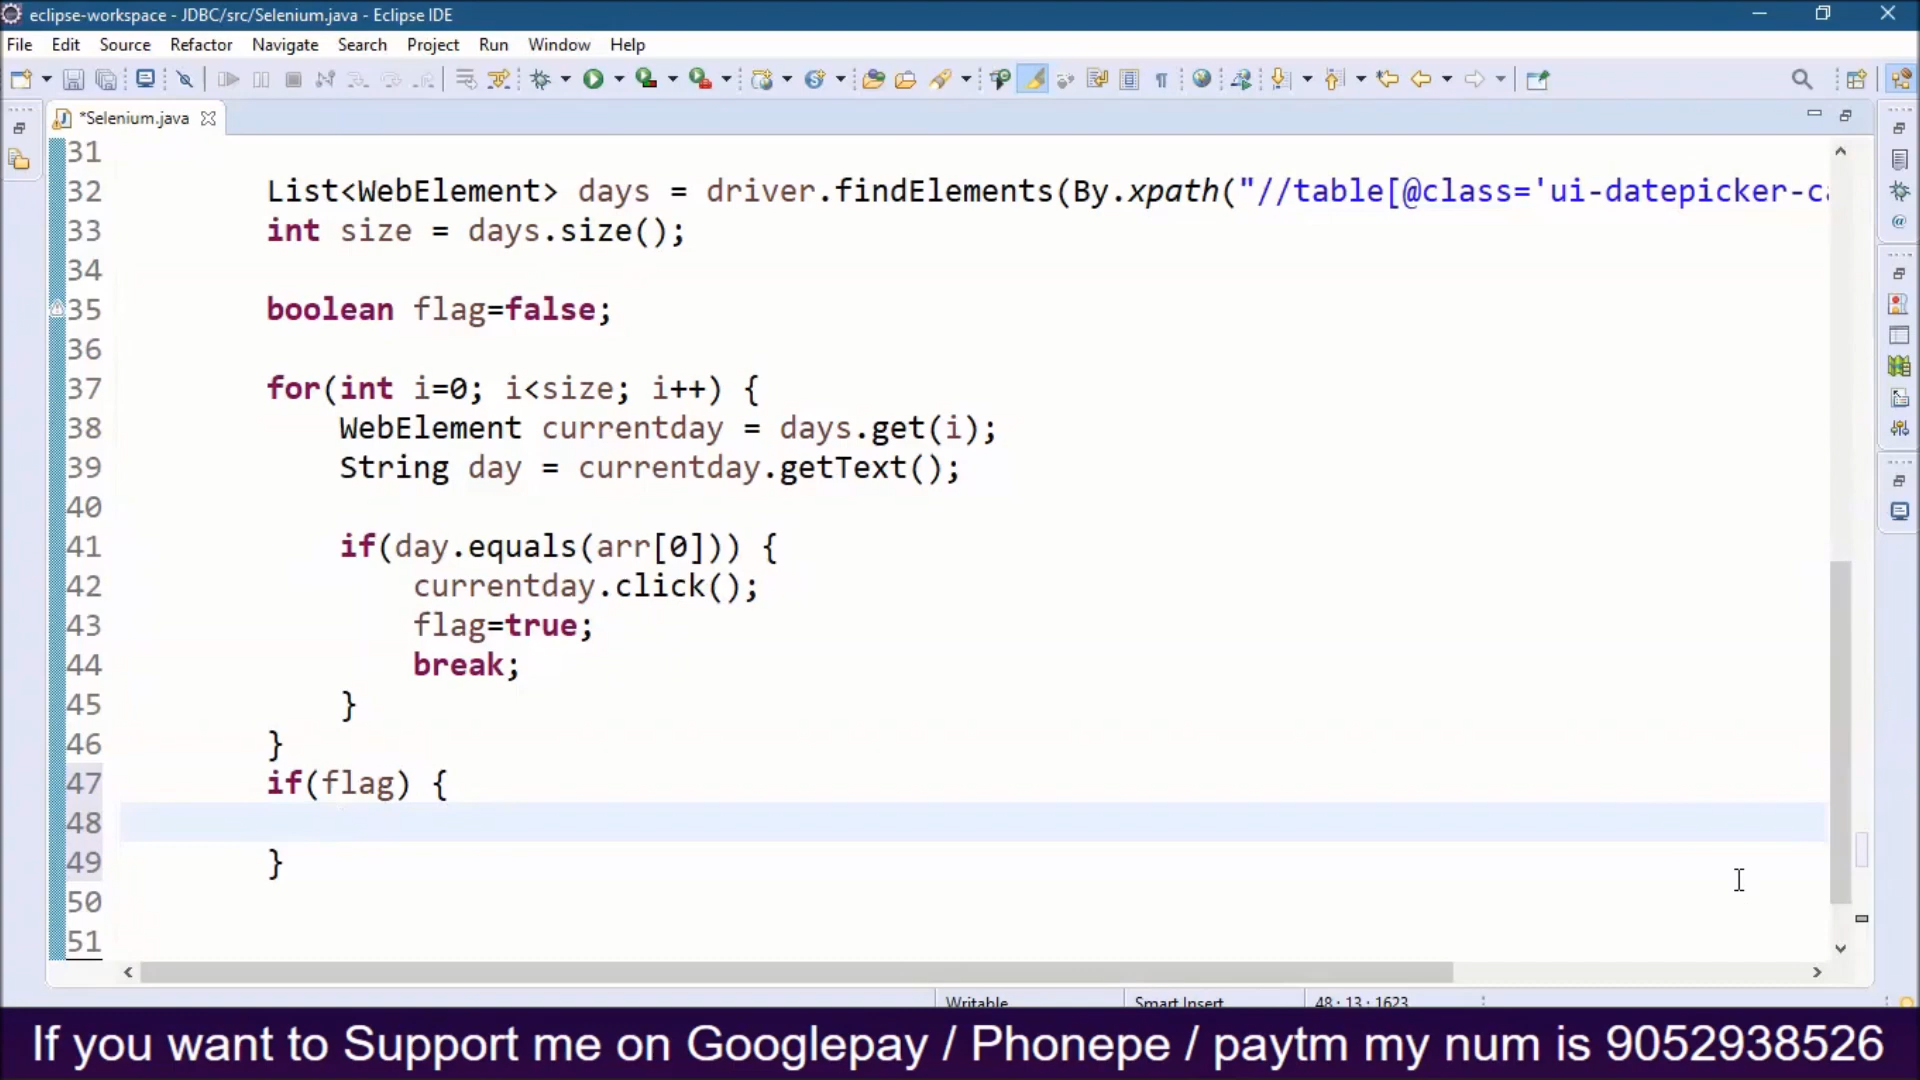 eclipse-workspace - JDBC/src/Selenium.java - Eclipse IDE
File Edit Source Refactor Navigate Search Project Run Window Help
*Selenium.java
31
32 List<WebElement> days = driver.findElements(By.xpath("//table[@class='ui-datepicker-ca
33 int size = days.size();
34
35 boolean flag=false;
36
37 for(int i=0; i<size; i++) {
38 WebElement currentday = days.get(i);
39 String day = currentday.getText();
40
41 if(day.equals(arr[0])) {
42 currentday.click();
43 flag=true;
44 break;
45 }
46 }
47 if(flag) {
48
49 }
50
51
Writable Smart Insert 48 : 13 : 1623
If you want to Support me on Googlepay / Phonepe / paytm my num is 9052938526